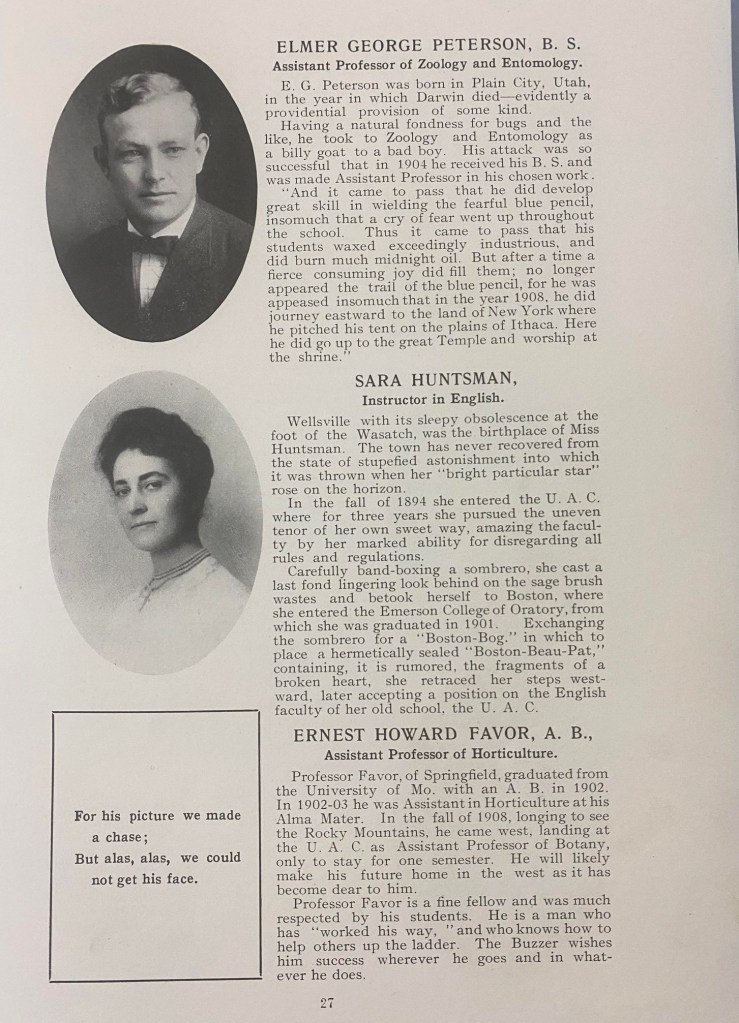 ELMER GEORGE PETERSON, B. S.
Assistant Professor of Zoology and Entomology.
E. G. Peterson was born in Plain City, Utah,
in the year in which Darwin died—evidently a
providential provision of some kind.
Having a natural fondness for bugs and the
like, he took to Zoology and Entomology as
a billy goat to a bad boy. His attack was so
successful that in 1904 he received his B. S. and
was made Assistant Professor in his chosen work.
"And it came to pass that he did develop
great skill in wielding the fearful blue pencil,
insomuch that a cry of fear went up throughout
the school. Thus it came to pass that his
students waxed exceedingly industrious, and
did burn much midnight oil. But after a time a
fierce consuming joy did fill them; no longer
appeared the trail of the blue pencil, for he was
appeased insomuch that in the year 1908, he did
journey eastward to the land of New York where
he pitched his tent on the plains of Ithaca. Here
he did go up to the great Temple and worship at
the shrine."
SARA HUNTSMAN,
Instructor in English.
Wellsville with its sleepy obsolescence at the
foot of the Wasatch, was the birthplace of Miss
Huntsman. The town has never recovered from
the state of stupefied astonishment into which
it was thrown when her "bright particular star"
rose on the horizon.
In the fall of 1894 she entered the U. A. C.
where for three years she pursued the uneven
tenor of her own sweet way, amazing the facul-
ty by her marked ability for disregarding all
rules and regulations.
Carefully band-boxing a sombrero, she cast a
last fond lingering look behind on the sage brush
wastes and betook herself to Boston, where
she entered the Emerson College of Oratory, from
which she was graduated in 1901. Exchanging
the sombrero for a "Boston-Bog." in which to
place a hermetically sealed "Boston-Beau-Pat,"
containing, it is rumored, the fragments of a
broken heart, she retraced her steps west-
ward, later accepting a position on the English
faculty of her old school, the U. A. C.
ERNEST HOWARD FAVOR, A. B.,
Assistant Professor of Horticulture.
Professor Favor, of Springfield, graduated from
the University of Mo. with an A. B. in 1902.
In 1902-03 he was Assistant in Horticulture at his
Alma Mater. In the fall of 1908, longing to see
the Rocky Mountains, he came west, landing at
the U. A. C. as Assistant Professor of Botany,
only to stay for one semester. He will likely
make his future home in the west as it has
become dear to him.
Professor Favor is a fine fellow and was much
respected by his students. He is a man who
has "worked his way, "and who knows how to
help others up the ladder. The Buzzer wishes
him success wherever he goes and in what-
ever he does.
For his picture we made
a chase;
But alas, alas, we could
not get his face.
27